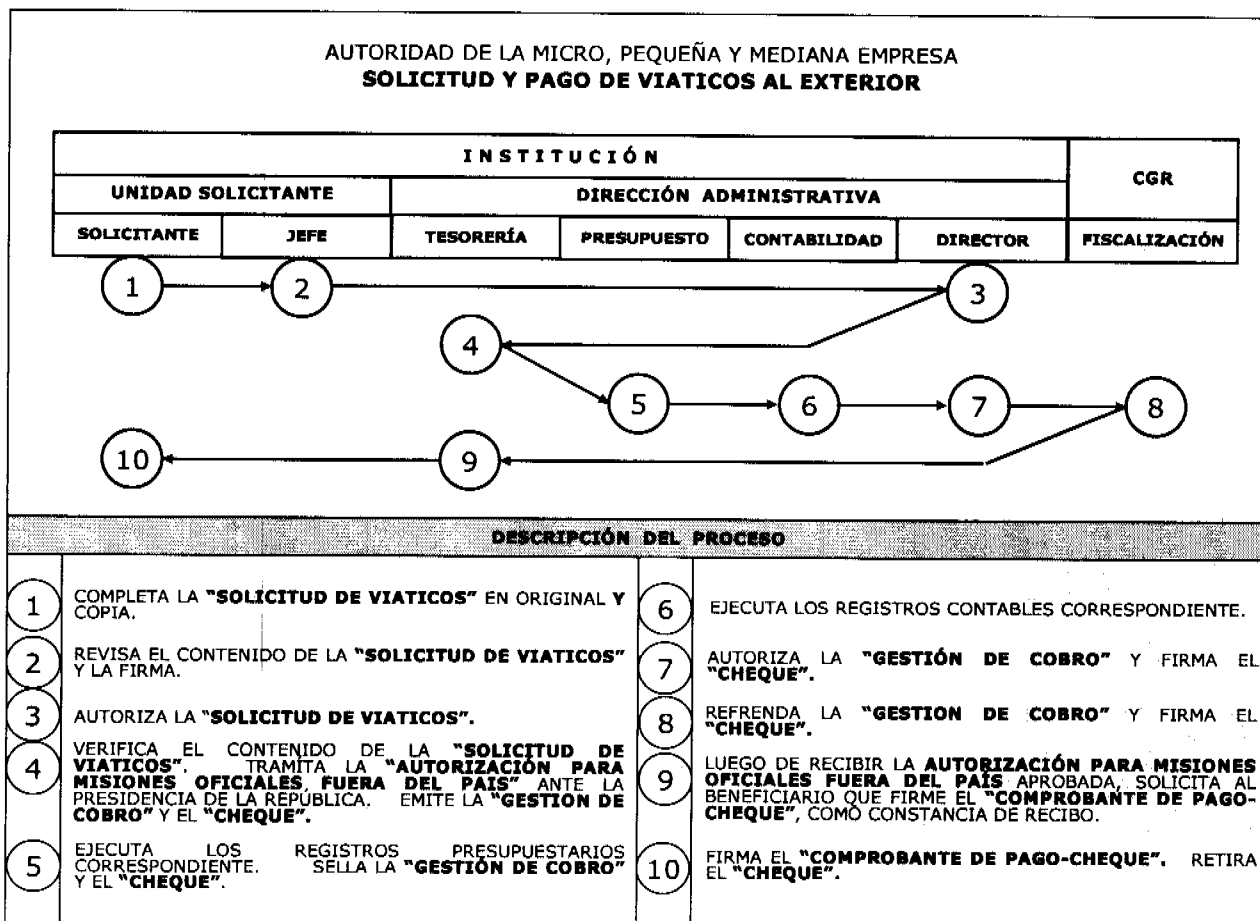 AUTORIDAD DE LA MICRO, PEQUEÑA Y MEDIANA EMPRESA
SOLICITUD Y PAGO DE VIATICOS AL EXTERIOR
INSTITUCIÓN
CGR
UNIDAD SOLICITANTE
DIRECCIÓN ADMINISTRATIVA
SOLICITANTE
JEFE
TESORERÍA
PRESUPUESTO
CONTABILIDAD
DIRECTOR
FISCALIZACIÓN
1
2
3
4
5
6
7
8
10
9
DESCRIPCIÓN DEL PROCESO
1
COMPLETA LA "SOLICITUD DE VIATICOS" EN ORIGINAL Y
COPIA.
2
REVISA EL CONTENIDO DE LA "SOLICITUD DE VIATICOS"
Y LA FIRMA.
3
AUTORIZA LA "SOLICITUD DE VIATICOS".
4
VERIFICA EL CONTENIDO DE LA "SOLICITUD DE
VIATICOS". TRAMITA LA "AUTORIZACIÓN PARA
MISIONES OFICIALES FUERA DEL PAIS" ANTE LA
PRESIDENCIA DE LA REPÚBLICA. EMITE LA "GESTION DE
COBRO" Y EL "CHEQUE".
5
EJECUTA LOS REGISTROS PRESUPUESTARIOS
CORRESPONDIENTE. SELLA LA "GESTIÓN DE COBRO"
Y EL "CHEQUE".
6
EJECUTA LOS REGISTROS CONTABLES CORRESPONDIENTE.
7
AUTORIZA LA "GESTIÓN DE COBRO" Y FIRMA EL
"CHEQUE".
8
REFRENDA LA "GESTION DE COBRO" Y FIRMA EL
"CHEQUE".
9
LUEGO DE RECIBIR LA AUTORIZACIÓN PARA MISIONES
OFICIALES FUERA DEL PAÍS APROBADA, SOLICITA AL
BENEFICIARIO QUE FIRME EL "COMPROBANTE DE PAGO-
CHEQUE", COMO CONSTANCIA DE RECIBO.
10
FIRMA EL "COMPROBANTE DE PAGO-CHEQUE". RETIRA
EL "CHEQUE".